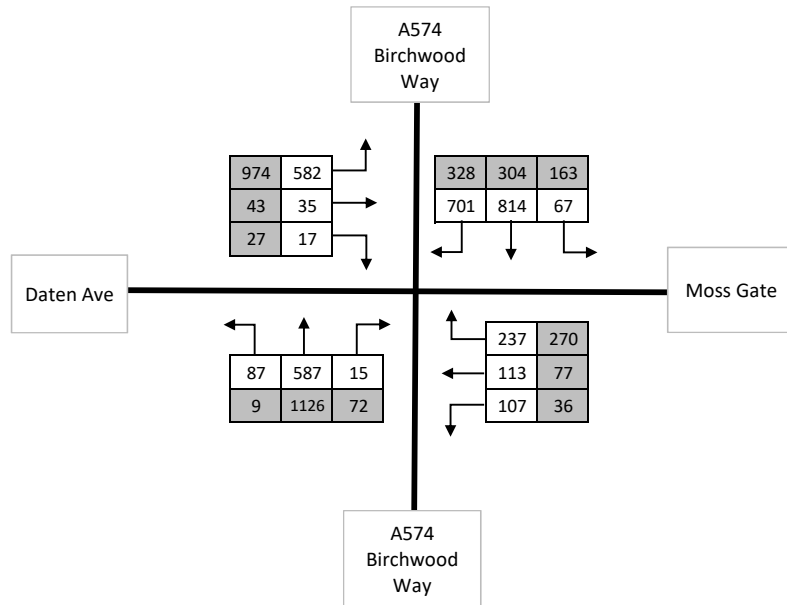 A574
Birchwood
Way
974 582
43 35
27 17
328 304 163
701 814 67
Daten Ave
Moss Gate
87 587 15
9 1126 72
237 270
113 77
107 36
A574
Birchwood
Way